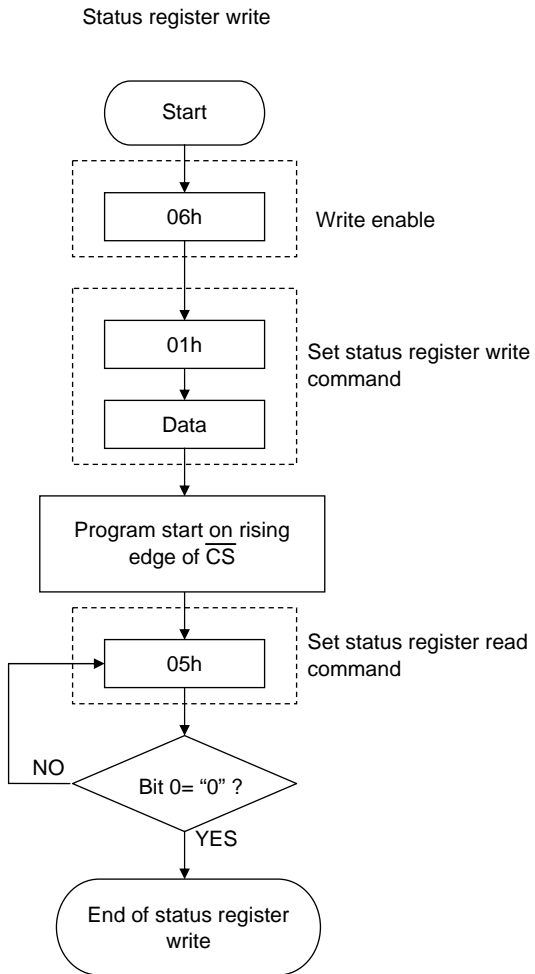 Status register write
Start
06h
Write enable
01h
Set status register write
command
Data
Program start on rising
edge of C̅S̅
Set status register read
command
05h
NO
Bit 0= “0” ?
YES
End of status register
write